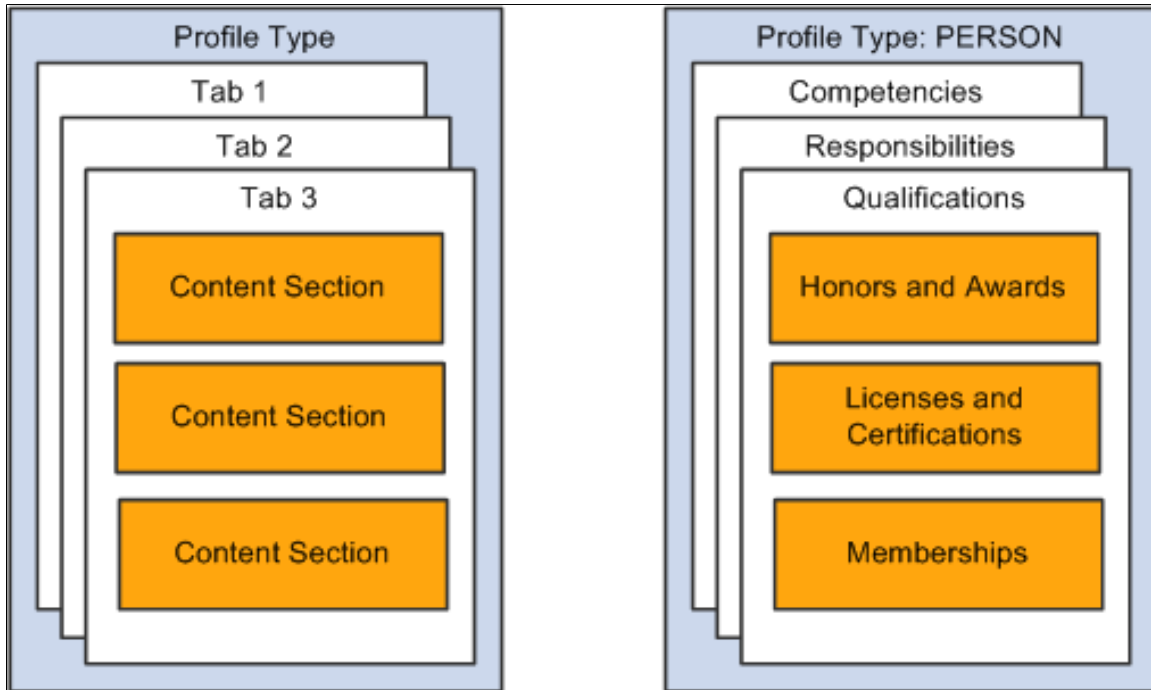 Profile Type
Tab 1
Tab 2
Tab 3
Content Section
Content Section
Content Section
Profile Type: PERSON
Competencies
Responsibilities
Qualifications
Honors and Awards
Licenses and
Certifications
Memberships